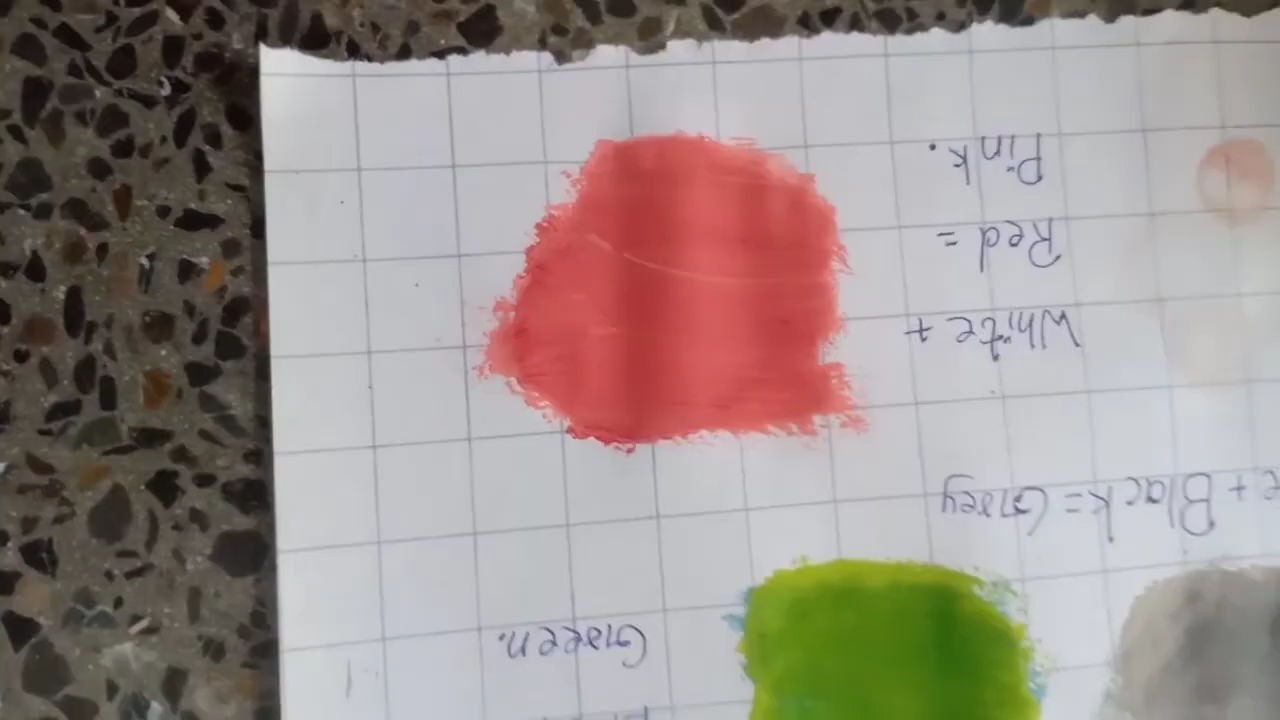 Green.
+ Black = Grey
White +
Red =
Pink.